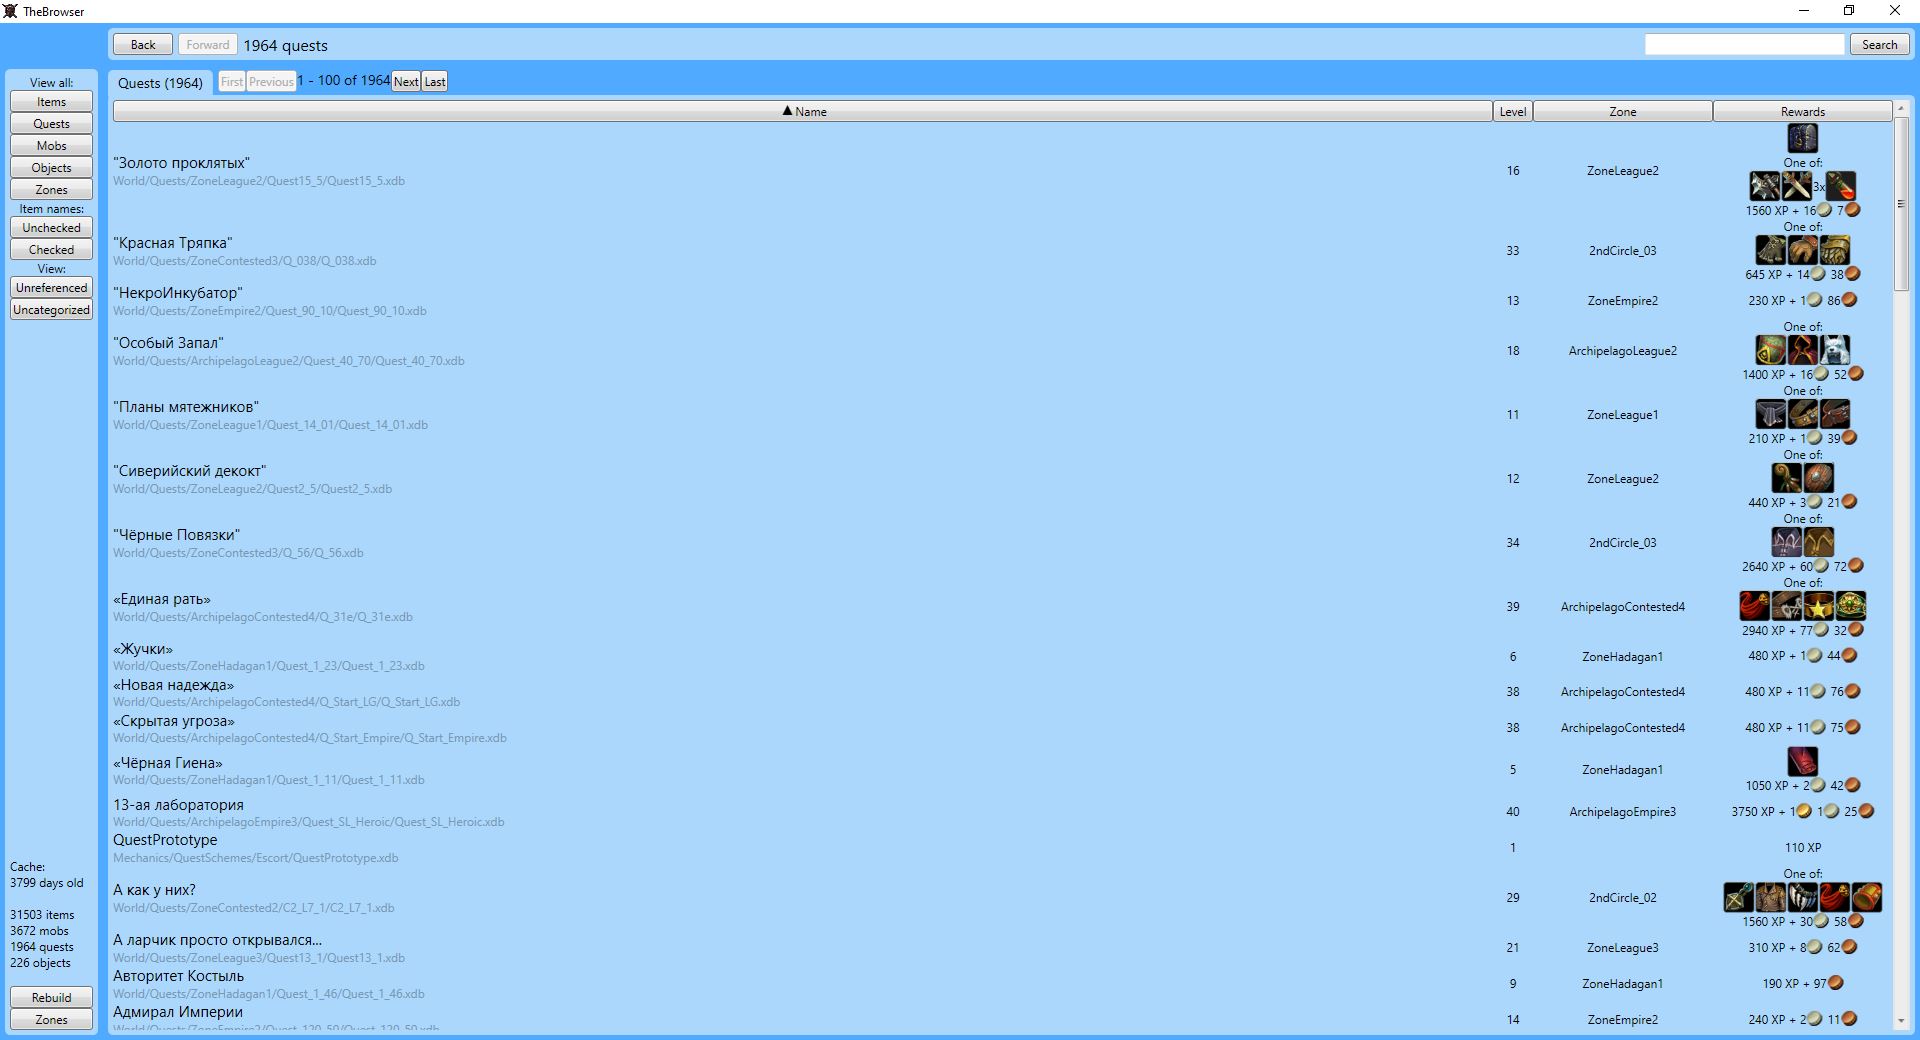 TheBrowser
Back Forward 1964 quests Search
View all:
Items
Quests
Mobs
Objects
Zones
Item names:
Unchecked
Checked
View:
Unreferenced
Uncategorized
Cache:
3799 days old
31503 items
3672 mobs
1964 quests
226 objects
Rebuild
Zones
Quests (1964) First Previous 1 - 100 of 1964 Next Last
▲ Name Level Zone Rewards
"Золото проклятых"
World/Quests/ZoneLeague2/Quest15_5/Quest15_5.xdb
16 ZoneLeague2
One of:
3x
1560 XP + 16 7
"Красная Тряпка"
World/Quests/ZoneContested3/Q_038/Q_038.xdb
33 2ndCircle_03
One of:
645 XP + 14 38
"НекроИнкубатор"
World/Quests/ZoneEmpire2/Quest_90_10/Quest_90_10.xdb
13 ZoneEmpire2 230 XP + 1 86
"Особый Запал"
World/Quests/ArchipelagoLeague2/Quest_40_70/Quest_40_70.xdb
18 ArchipelagoLeague2
One of:
1400 XP + 16 52
"Планы мятежников"
World/Quests/ZoneLeague1/Quest_14_01/Quest_14_01.xdb
11 ZoneLeague1
One of:
210 XP + 1 39
"Сиверийский декокт"
World/Quests/ZoneLeague2/Quest2_5/Quest2_5.xdb
12 ZoneLeague2
One of:
440 XP + 3 21
"Чёрные Повязки"
World/Quests/ZoneContested3/Q_56/Q_56.xdb
34 2ndCircle_03
One of:
2640 XP + 60 72
«Единая рать»
World/Quests/ArchipelagoContested4/Q_31e/Q_31e.xdb
39 ArchipelagoContested4
One of:
2940 XP + 77 32
«Жучки»
World/Quests/ZoneHadagan1/Quest_1_23/Quest_1_23.xdb
6 ZoneHadagan1 480 XP + 1 44
«Новая надежда»
World/Quests/ArchipelagoContested4/Q_Start_LG/Q_Start_LG.xdb
38 ArchipelagoContested4 480 XP + 11 76
«Скрытая угроза»
World/Quests/ArchipelagoContested4/Q_Start_Empire/Q_Start_Empire.xdb
38 ArchipelagoContested4 480 XP + 11 75
«Чёрная Гиена»
World/Quests/ZoneHadagan1/Quest_1_11/Quest_1_11.xdb
5 ZoneHadagan1
1050 XP + 2 42
13-ая лаборатория
World/Quests/ArchipelagoEmpire3/Quest_SL_Heroic/Quest_SL_Heroic.xdb
40 ArchipelagoEmpire3 3750 XP + 1 1 25
QuestPrototype
Mechanics/QuestSchemes/Escort/QuestPrototype.xdb
1 110 XP
А как у них?
World/Quests/ZoneContested2/C2_L7_1/C2_L7_1.xdb
29 2ndCircle_02
One of:
1560 XP + 30 58
А ларчик просто открывался...
World/Quests/ZoneLeague3/Quest13_1/Quest13_1.xdb
21 ZoneLeague3 310 XP + 8 62
Авторитет Костыль
World/Quests/ZoneHadagan1/Quest_1_46/Quest_1_46.xdb
9 ZoneHadagan1 190 XP + 97
Адмирал Империи
World/Quests/ZoneEmpire2/Quest_120_50/Quest_120_50.xdb
14 ZoneEmpire2 240 XP + 2 11